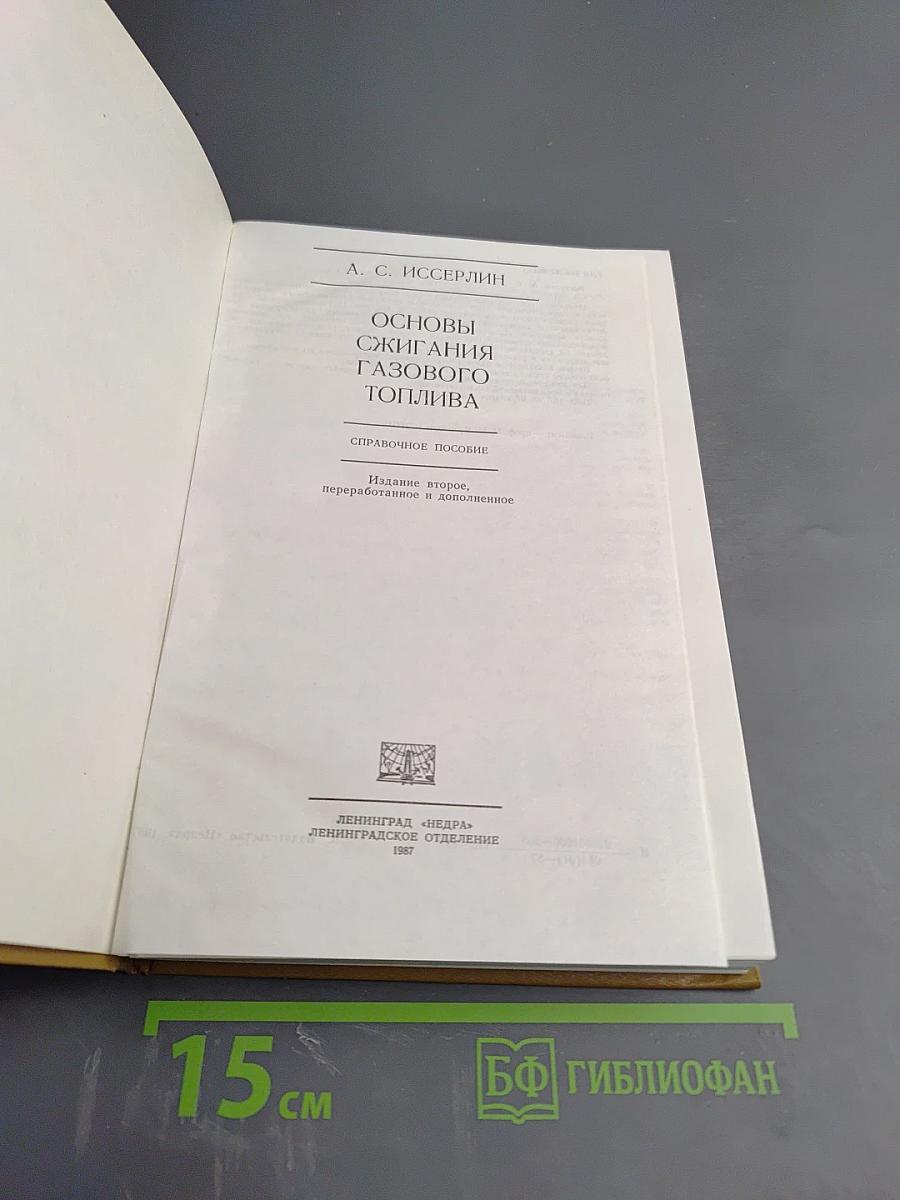 А. С. ИССЕРЛИН
ОСНОВЫ
СЖИГАНИЯ
ГАЗОВОГО
ТОПЛИВА
СПРАВОЧНОЕ ПОСОБИЕ
Издание второе,
переработанное и дополненное
ЛЕНИНГРАД «НЕДРА»
ЛЕНИНГРАДСКОЕ ОТДЕЛЕНИЕ
1987
15 см
БФ ГИБЛИОФАН